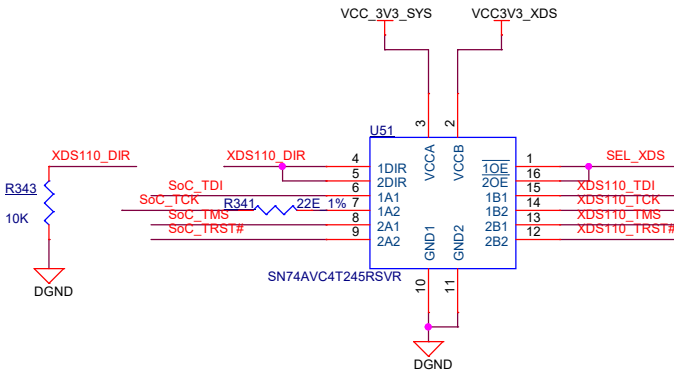 VCC_3V3_SYS VCC3V3_XDS
U51
3 2
VCCA VCCB
XDS110_DIR XDS110_DIR 4 1DIR 1OE 1 SEL_XDS
5 2DIR 2OE 16
R343 SoC_TDI 6 1A1 1B1 15 XDS110_TDI
SoC_TCK R341 22E 1% 7 1A2 1B2 14 XDS110_TCK
10K SoC_TMS 8 2A1 2B1 13 XDS110_TMS
SoC_TRST# 9 2A2 2B2 12 XDS110_TRST#
GND1 GND2
SN74AVC4T245RSVR
10 11
DGND
DGND